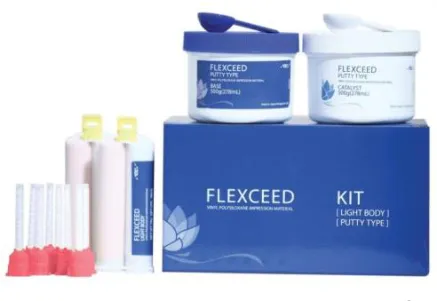 FLEXCEED
PUTTY TYPE
BASE
500g(278mL)
FLEXCEED
PUTTY TYPE
CATALYST
500g(278mL)
FLEXCEED
VINYL POLYSILOXANE IMPRESSION MATERIAL
KIT
[ LIGHT BODY ]
[ PUTTY TYPE ]
FLEXCEED
LIGHT BODY